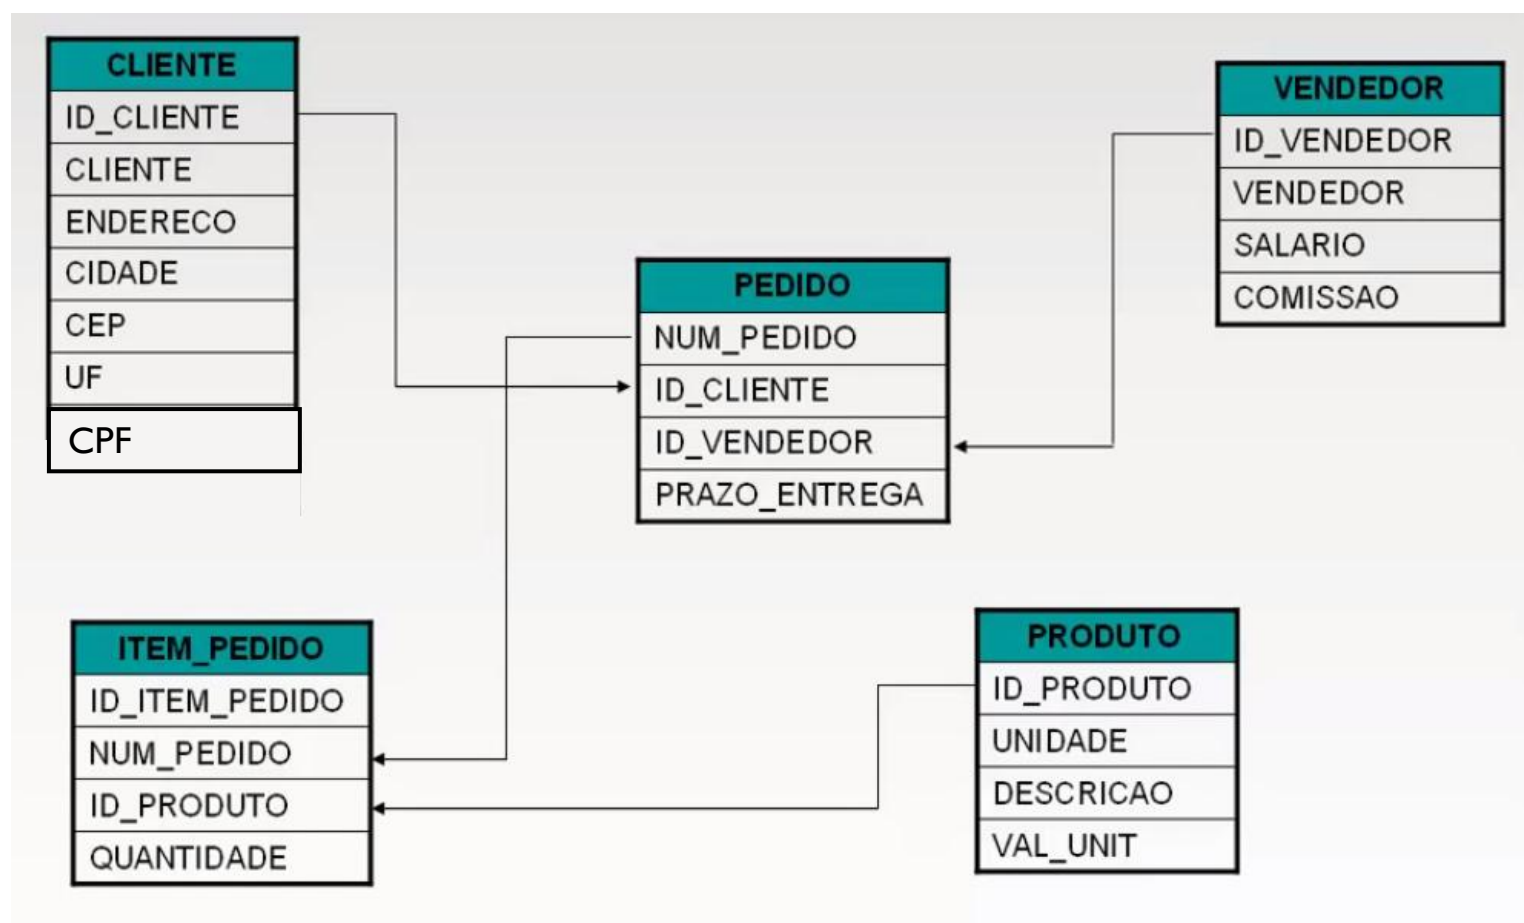 CLIENTE
ID_CLIENTE
CLIENTE
ENDERECO
CIDADE
CEP
UF
CPF
VENDEDOR
ID_VENDEDOR
VENDEDOR
SALARIO
COMISSAO
PEDIDO
NUM_PEDIDO
ID_CLIENTE
ID_VENDEDOR
PRAZO_ENTREGA
ITEM_PEDIDO
ID_ITEM_PEDIDO
NUM_PEDIDO
ID_PRODUTO
QUANTIDADE
PRODUTO
ID_PRODUTO
UNIDADE
DESCRICAO
VAL_UNIT